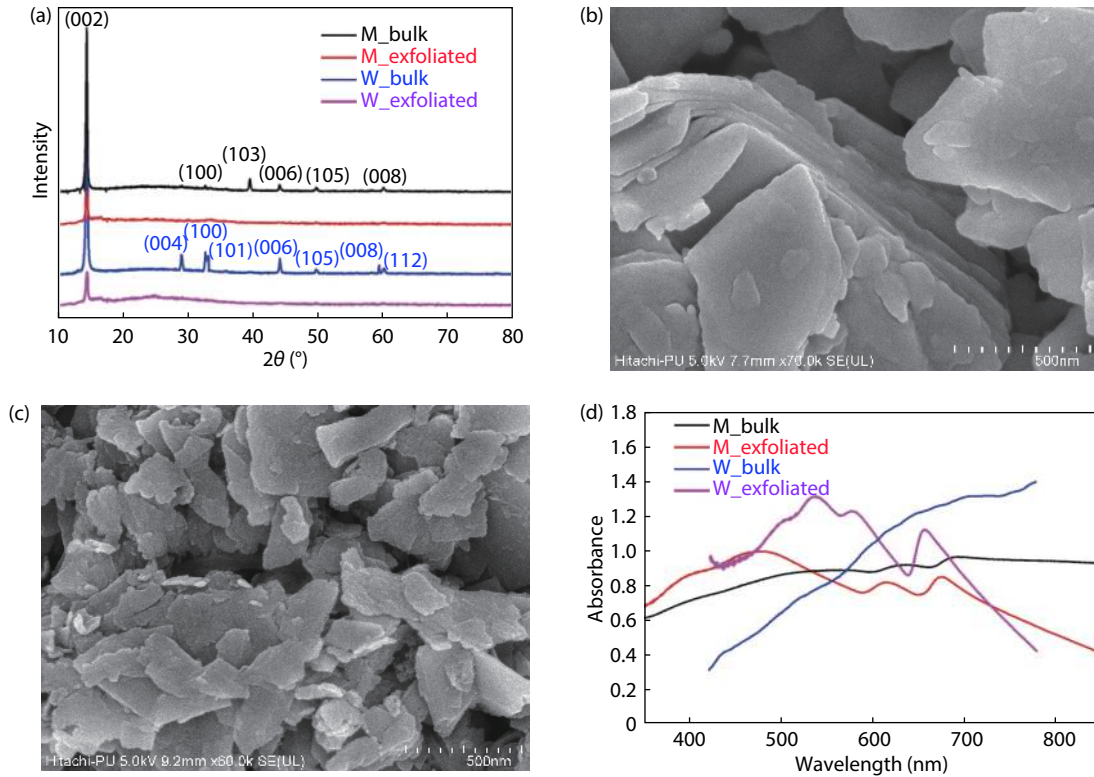 (a)
(002)
M_bulk
M_exfoliated
W_bulk
W_exfoliated
Intensity
(100)
(103)
(006)
(105)
(008)
(004)
(100)
(101)
(006)
(105)
(008)
(112)
10
20
30
40
50
60
70
80
2θ (°)
(b)
Hitachi-PU 5.0kV 7.7mm x70.0k SE(UL)
500nm
(c)
Hitachi-PU 5.0kV 9.2mm x60.0k SE(UL)
500nm
(d)
1.8
1.6
1.4
1.2
1.0
0.8
0.6
0.4
0.2
0
Absorbance
M_bulk
M_exfoliated
W_bulk
W_exfoliated
400
500
600
700
800
Wavelength (nm)